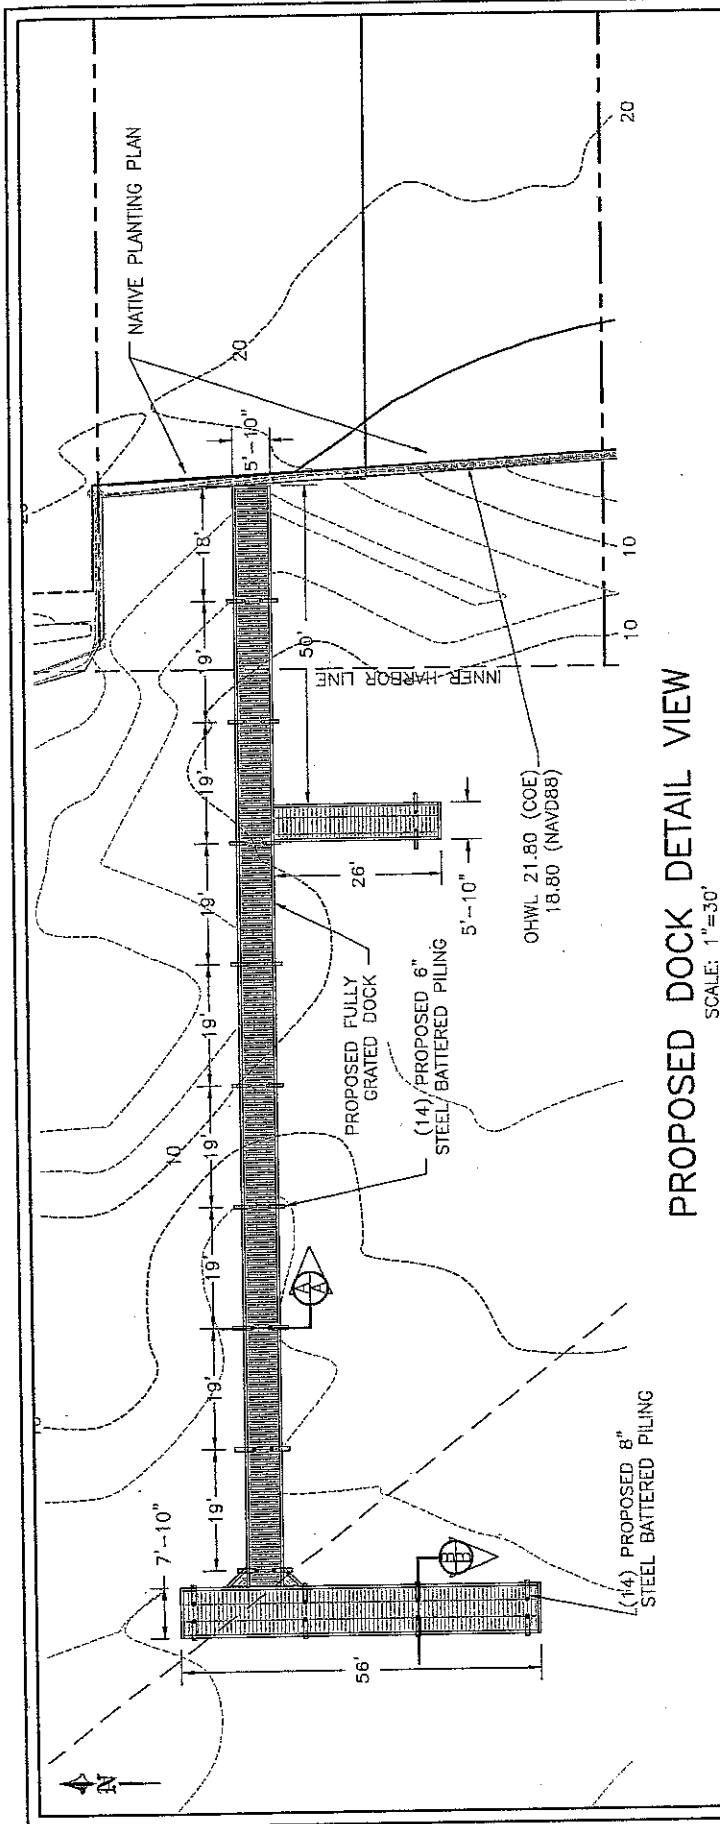 NATIVE PLANTING PLAN
20
20
5'-10"
18'
9'
50'
INNER HARBOR LINE
10
10
19'
19'
19'
19'
19'
19'
19'
26'
5'-10"
OHWL 21.80 (COE)
18.80 (NAVD88)
PROPOSED FULLY
GRATED DOCK
(14) PROPOSED 6"
STEEL BATTERED PILING
10
A
A
7'-10"
B
B
(14) PROPOSED 8"
STEEL BATTERED PILING
56'
N
PROPOSED DOCK DETAIL VIEW
SCALE: 1"=30'